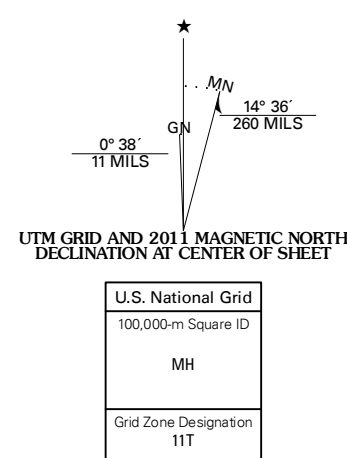 ★
MN
GN
14° 36´
260 MILS
0° 38´
11 MILS
UTM GRID AND 2011 MAGNETIC NORTH
DECLINATION AT CENTER OF SHEET
U.S. National Grid
100,000-m Square ID
MH
Grid Zone Designation
11T